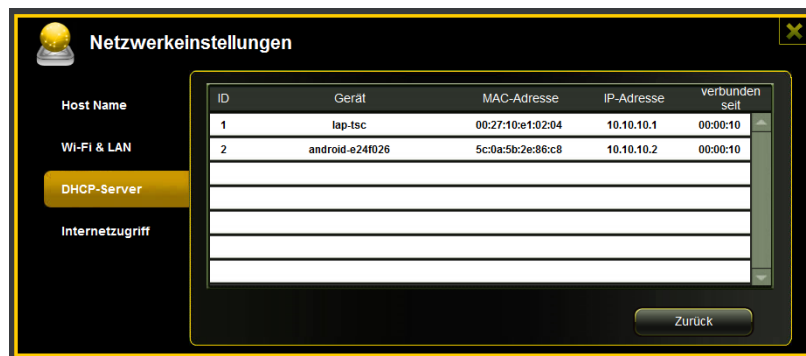 Netzwerkeinstellungen
Host Name
Wi-Fi & LAN
DHCP-Server
Internetzugriff
ID Gerät MAC-Adresse IP-Adresse verbunden seit
1 lap-tsc 00:27:10:e1:02:04 10.10.10.1 00:00:10
2 android-e24f026 5c:0a:5b:2e:86:c8 10.10.10.2 00:00:10
Zurück